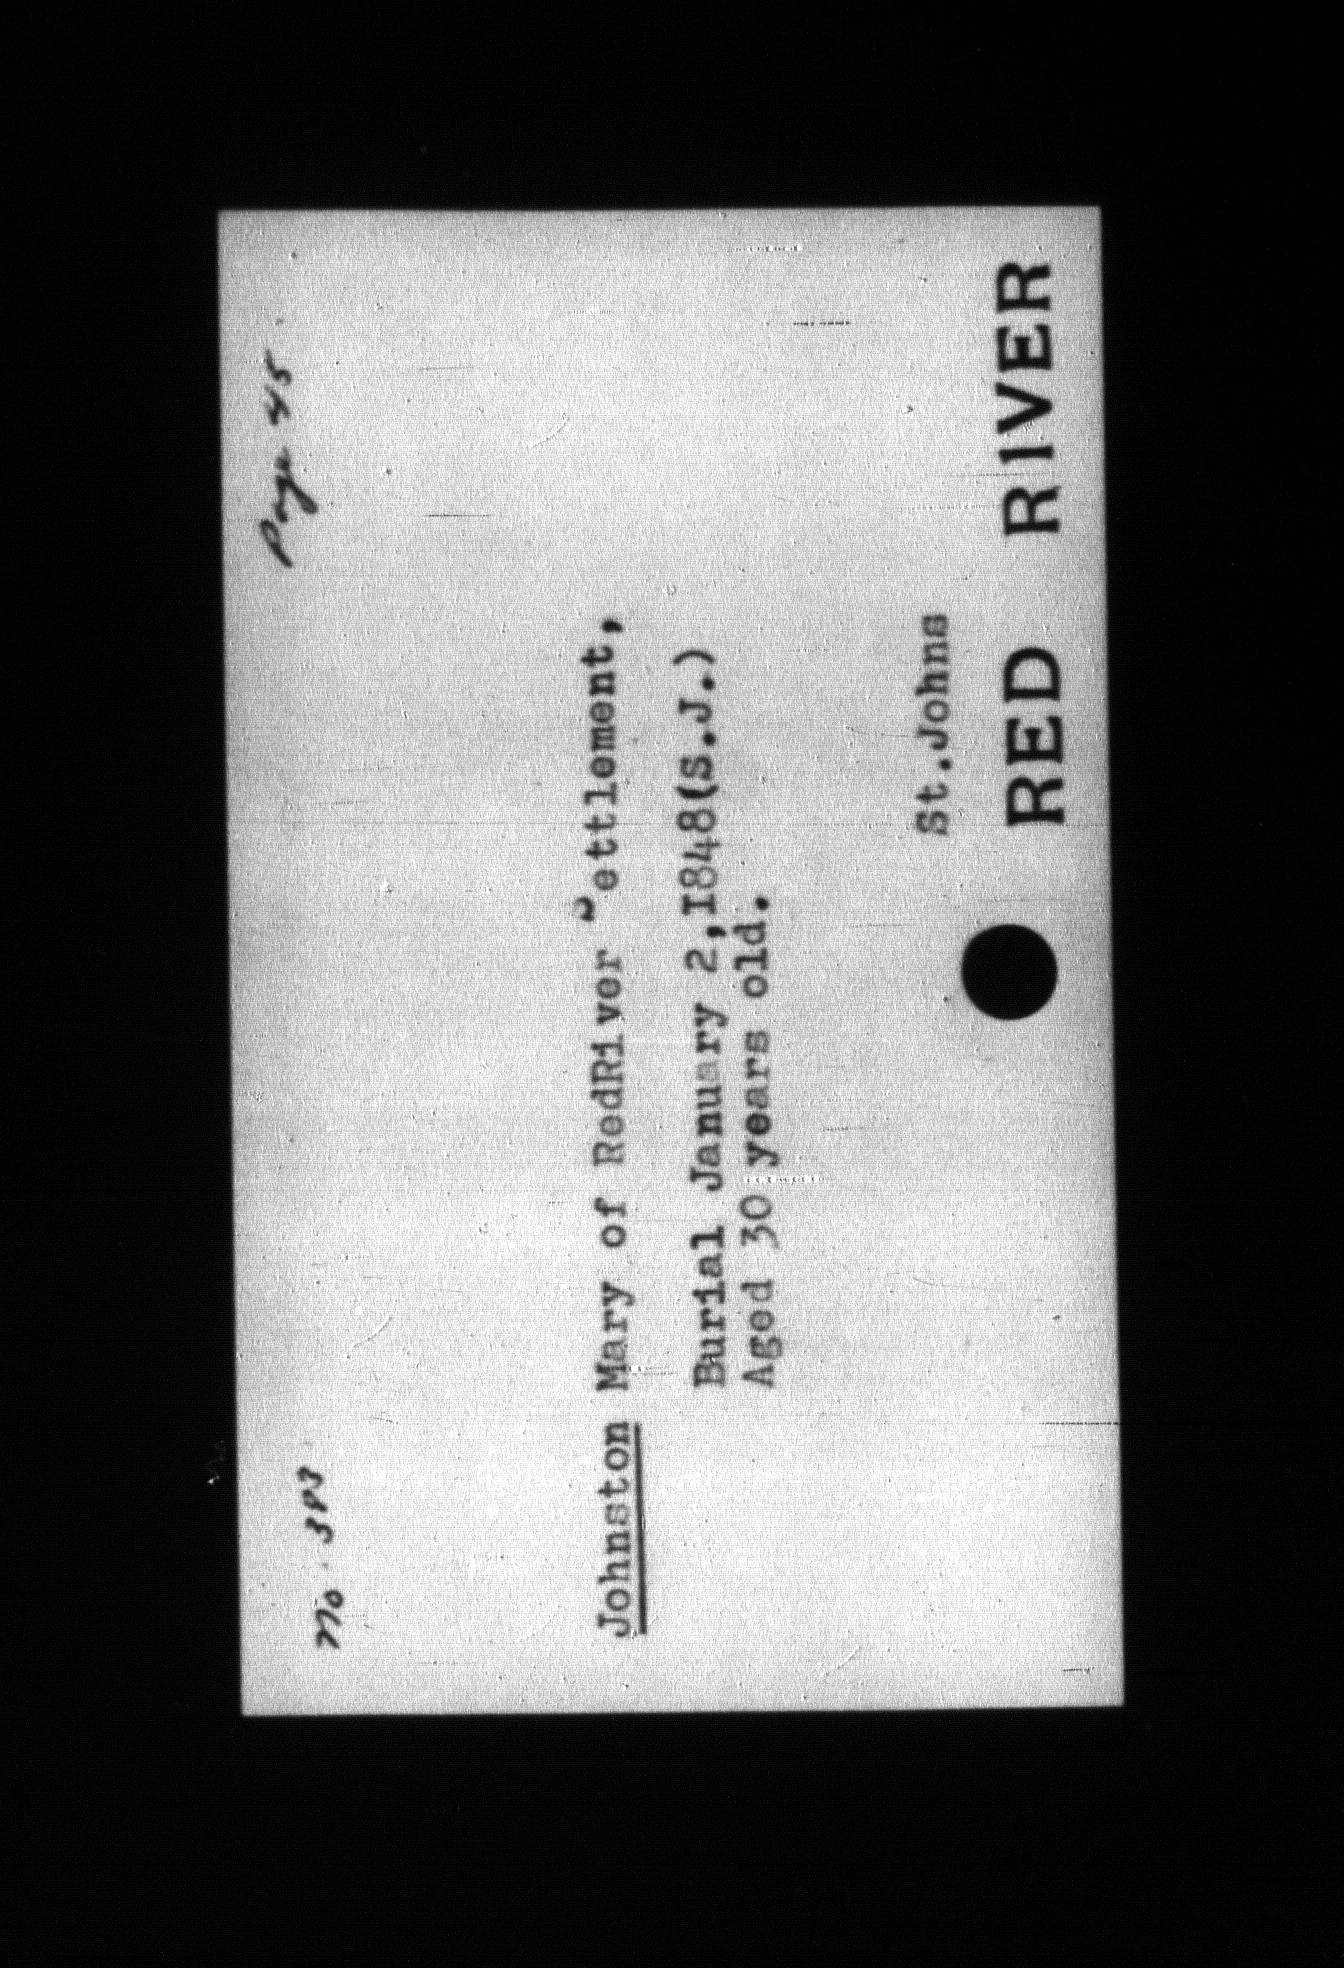 No. 383
Page 45
Johnston Mary of RedRiver Settlement,
Burial January 2,I848(S.J.)
Aged 30 years old.
St.Johns
RED RIVER